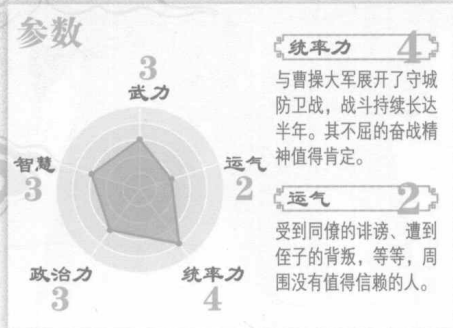 参数
3
武力
智慧
3
运气
2
政治力
3
统率力
4
统率力 4
与曹操大军展开了守城
防卫战，战斗持续长达
半年。其不屈的奋战精
神值得肯定。
运气 2
受到同僚的诽谤、遭到
侄子的背叛，等等，周
围没有值得信赖的人。